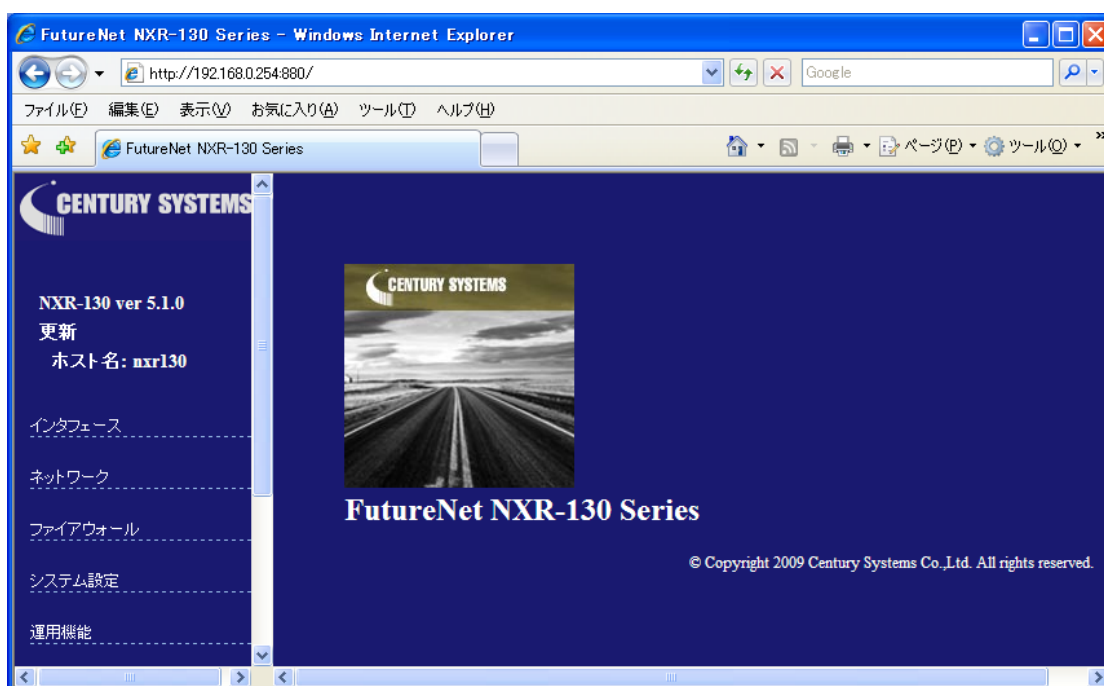 FutureNet NXR-130 Series - Windows Internet Explorer
http://192.168.0.254:880/
Google
ファイル(F) 編集(E) 表示(V) お気に入り(A) ツール(T) ヘルプ(H)
FutureNet NXR-130 Series
ページ(P) ツール(O)
CENTURY SYSTEMS
NXR-130 ver 5.1.0
更新
ホスト名: nxr130
インタフェース
ネットワーク
ファイアウォール
システム設定
運用機能
CENTURY SYSTEMS
FutureNet NXR-130 Series
© Copyright 2009 Century Systems Co.,Ltd. All rights reserved.